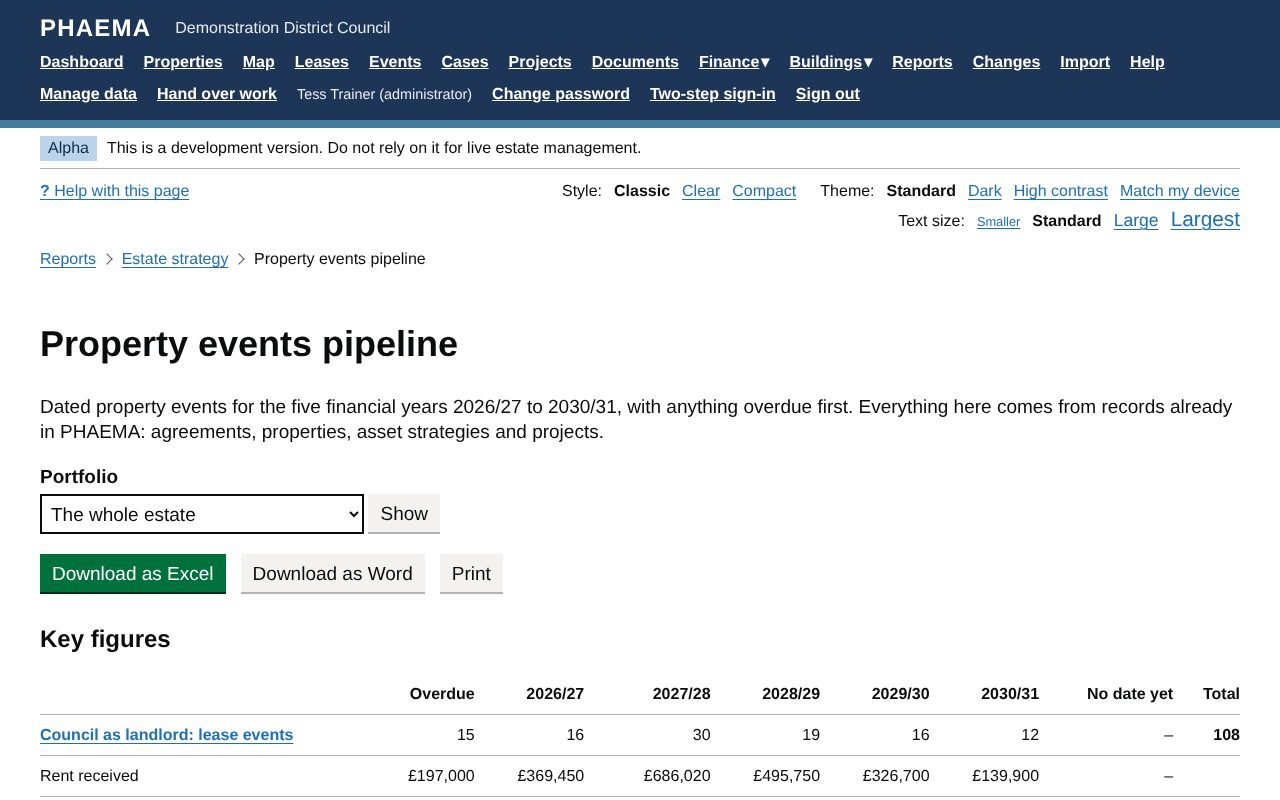 PHAEMA Demonstration District Council
Dashboard Properties Map Leases Events Cases Projects Documents Finance▾ Buildings▾ Reports Changes Import Help
Manage data Hand over work Tess Trainer (administrator) Change password Two-step sign-in Sign out
Alpha This is a development version. Do not rely on it for live estate management.
? Help with this page Style: Classic Clear Compact Theme: Standard Dark High contrast Match my device
Text size: Smaller Standard Large Largest
Reports > Estate strategy > Property events pipeline
Property events pipeline
Dated property events for the five financial years 2026/27 to 2030/31, with anything overdue first. Everything here comes from records already
in PHAEMA: agreements, properties, asset strategies and projects.
Portfolio
The whole estate Show
Download as Excel Download as Word Print
Key figures
Overdue 2026/27 2027/28 2028/29 2029/30 2030/31 No date yet Total
Council as landlord: lease events 15 16 30 19 16 12 – 108
Rent received £197,000 £369,450 £686,020 £495,750 £326,700 £139,900 –